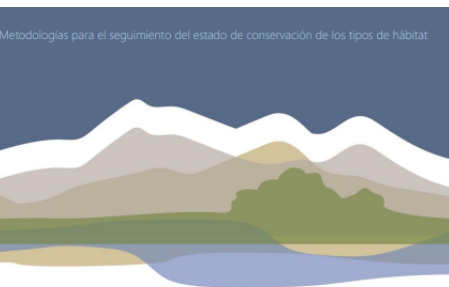 Metodologías para el seguimiento del estado de conservación de los tipos de hábitat